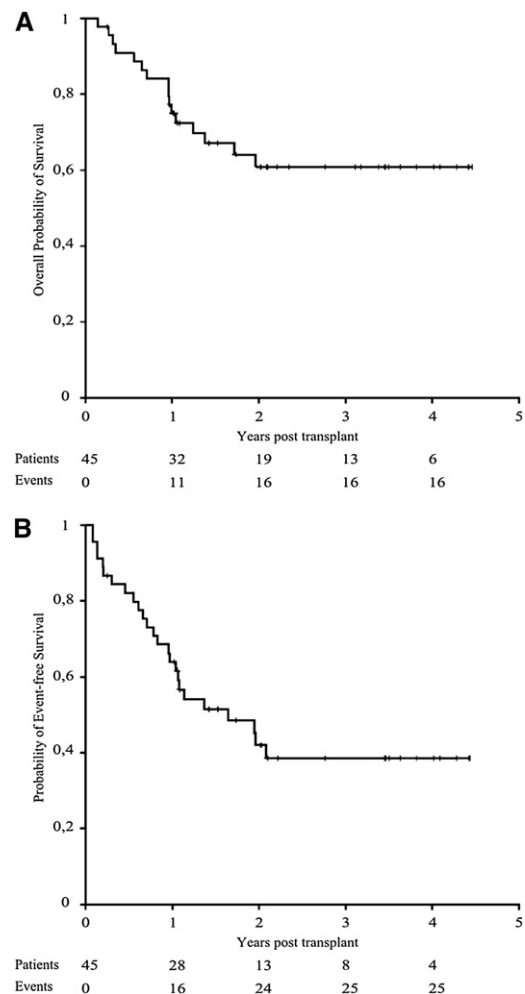 A
1
0,8
0,6
0,4
0,2
0
Overall Probability of Survival
0 1 2 3 4 5
Years post transplant
Patients 45 32 19 13 6
Events 0 11 16 16 16
B
1
0,8
0,6
0,4
0,2
0
Probability of Event-free Survival
0 1 2 3 4 5
Years post transplant
Patients 45 28 13 8 4
Events 0 16 24 25 25